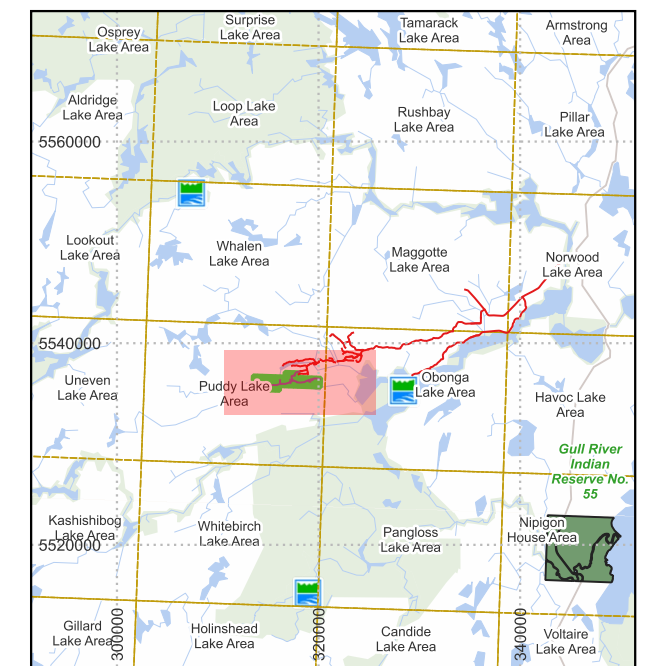 Osprey
Lake Area
Surprise
Lake Area
Tamarack
Lake Area
Armstrong
Area
Aldridge
Lake Area
Loop Lake
Area
Rushbay
Lake Area
Pillar
Lake Area
5560000
Lookout
Lake Area
Whalen
Lake Area
Maggotte
Lake Area
Norwood
Lake Area
5540000
Uneven
Lake Area
Puddy Lake
Area
Obonga
Lake Area
Havoc Lake
Area
Gull River
Indian
Reserve No.
55
Kashishibog
Lake Area
Whitebirch
Lake Area
Pangloss
Lake Area
Nipigon
House Area
5520000
Gillard
Lake Area
300000
Holinshead
Lake Area
320000
Candide
Lake Area
340000
Voltaire
Lake Area